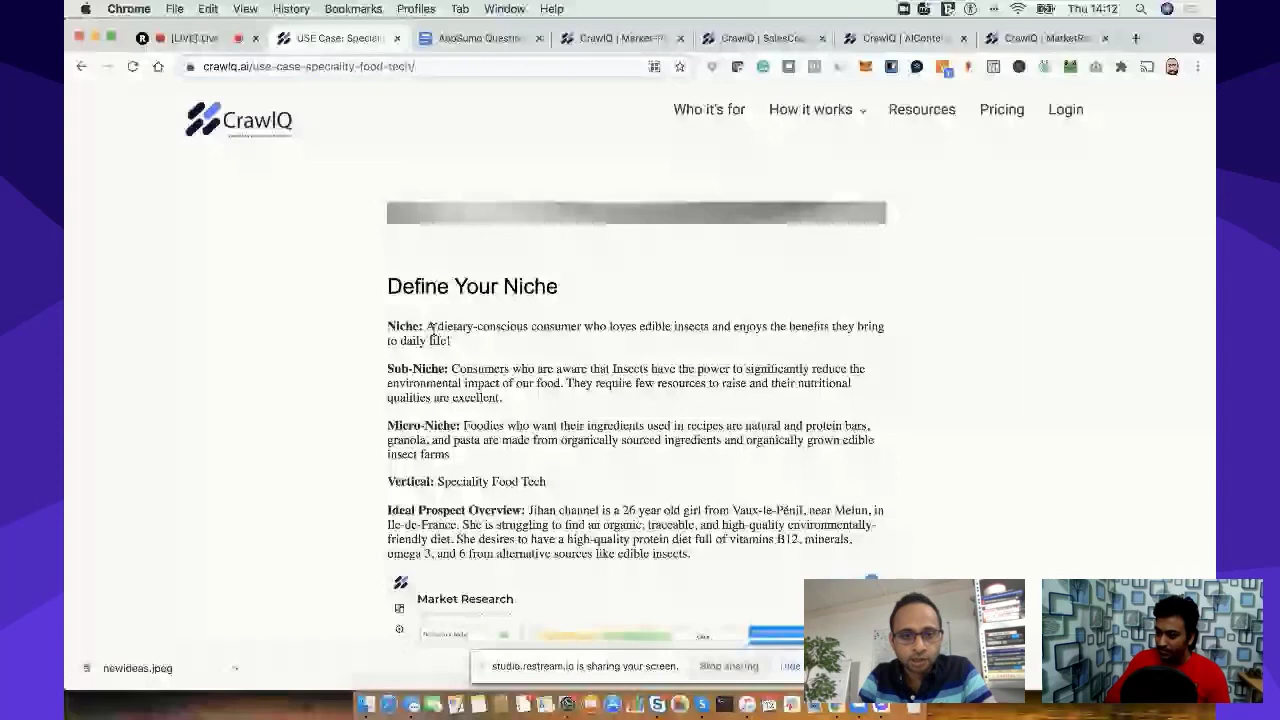 Chrome File Edit View History Bookmarks Profiles Tab Window Help Thu 14:12
[LIVE] Live
USE Case: Special
AppSumo Question
CrawlQ | Market
CrawlQ | SalesCo
CrawlQ | AIConte
CrawlQ | MarketR
crawlq.ai/use-case-speciality-food-tech/
CrawlQ
Who it's for How it works Resources Pricing Login
Define Your Niche
Niche: A dietary-conscious consumer who loves edible insects and enjoys the benefits they bring
to daily life!
Sub-Niche: Consumers who are aware that Insects have the power to significantly reduce the
environmental impact of our food. They require few resources to raise and their nutritional
qualities are excellent.
Micro-Niche: Foodies who want their ingredients used in recipes are natural and protein bars,
granola, and pasta are made from organically sourced ingredients and organically grown edible
insect farms
Vertical: Speciality Food Tech
Ideal Prospect Overview: Jihan channel is a 26 year old girl from Vaux-le-Pénil, near Melun, in
Ile-de-France. She is struggling to find an organic, traceable, and high-quality environmentally-
friendly diet. She desires to have a high-quality protein diet full of vitamins B12, minerals,
omega 3, and 6 from alternative sources like edible insects.
Market Research
studio.restream.io is sharing your screen. Stop sharing Hide
newideas.jpeg